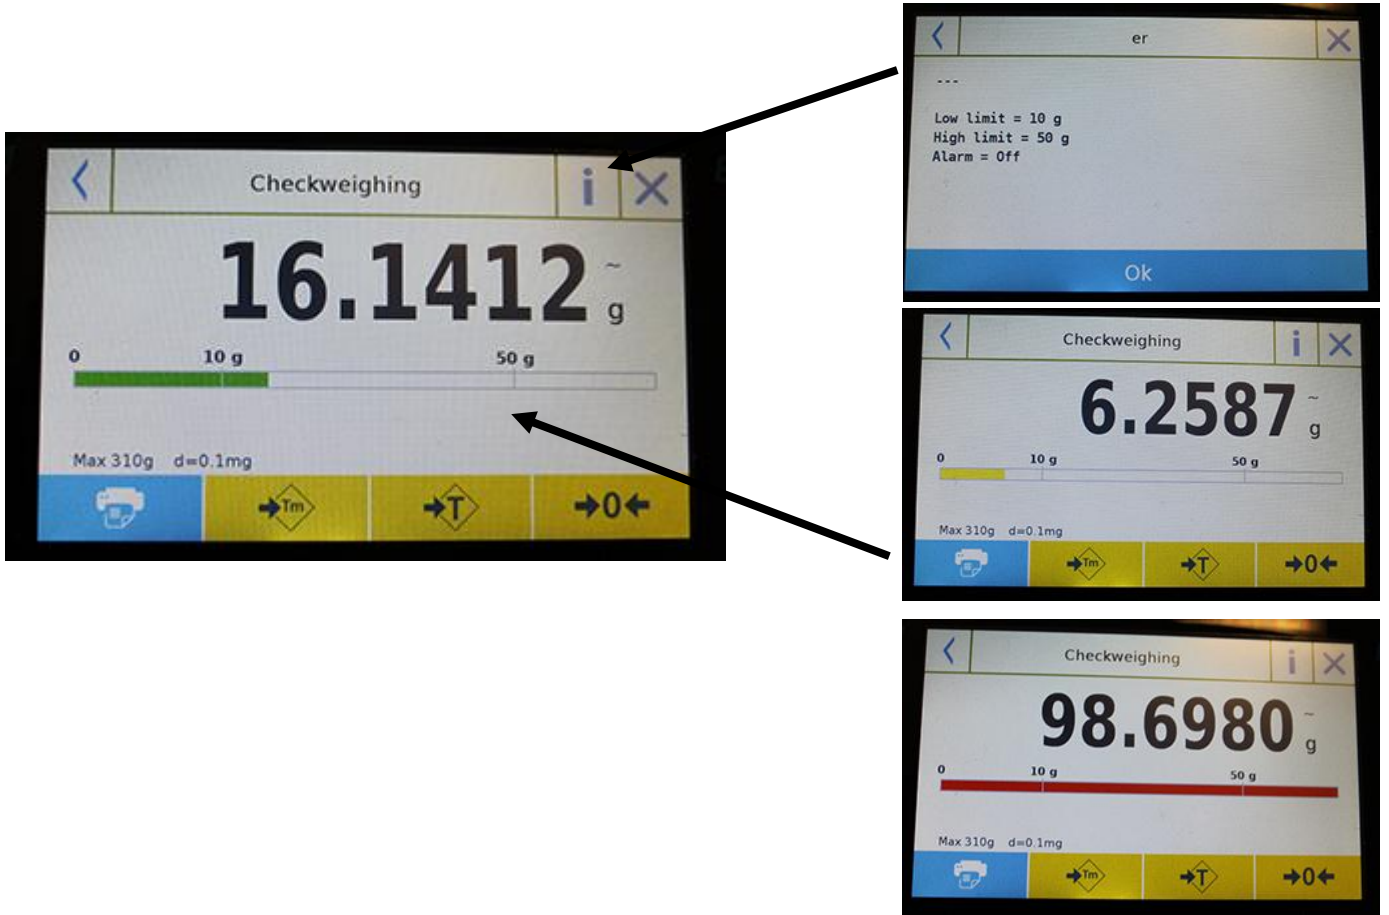 Checkweighing i
16.1412 ~
g
0 10 g 50 g
Max 310g d=0.1mg
Tm T 0
er
---
Low limit = 10 g
High limit = 50 g
Alarm = Off
Ok
Checkweighing i
6.2587 ~
g
0 10 g 50 g
Max 310g d=0.1mg
Tm T 0
Checkweighing i
98.6980 ~
g
0 10 g 50 g
Max 310g d=0.1mg
Tm T 0